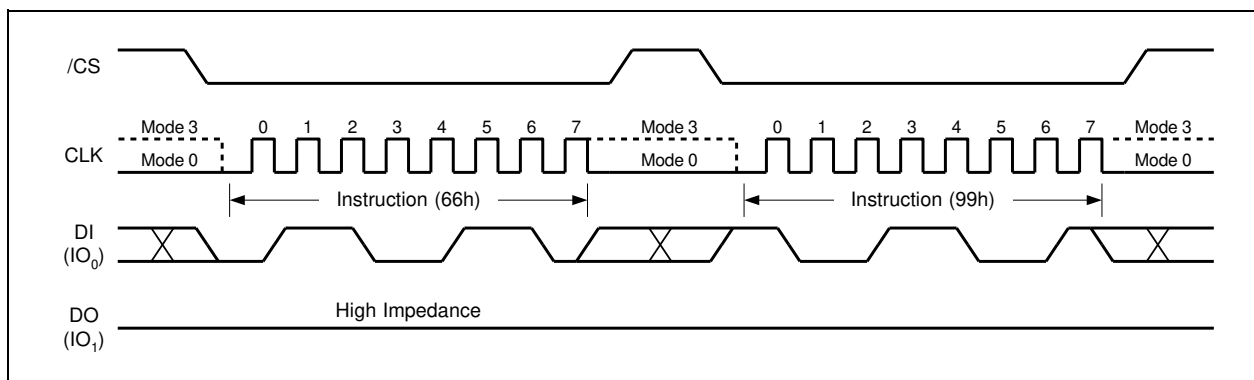 /CS
Mode 3 0 1 2 3 4 5 6 7 Mode 3 0 1 2 3 4 5 6 7 Mode 3
CLK Mode 0 Mode 0 Mode 0
Instruction (66h) Instruction (99h)
DI
(IO0)
High Impedance
DO
(IO1)